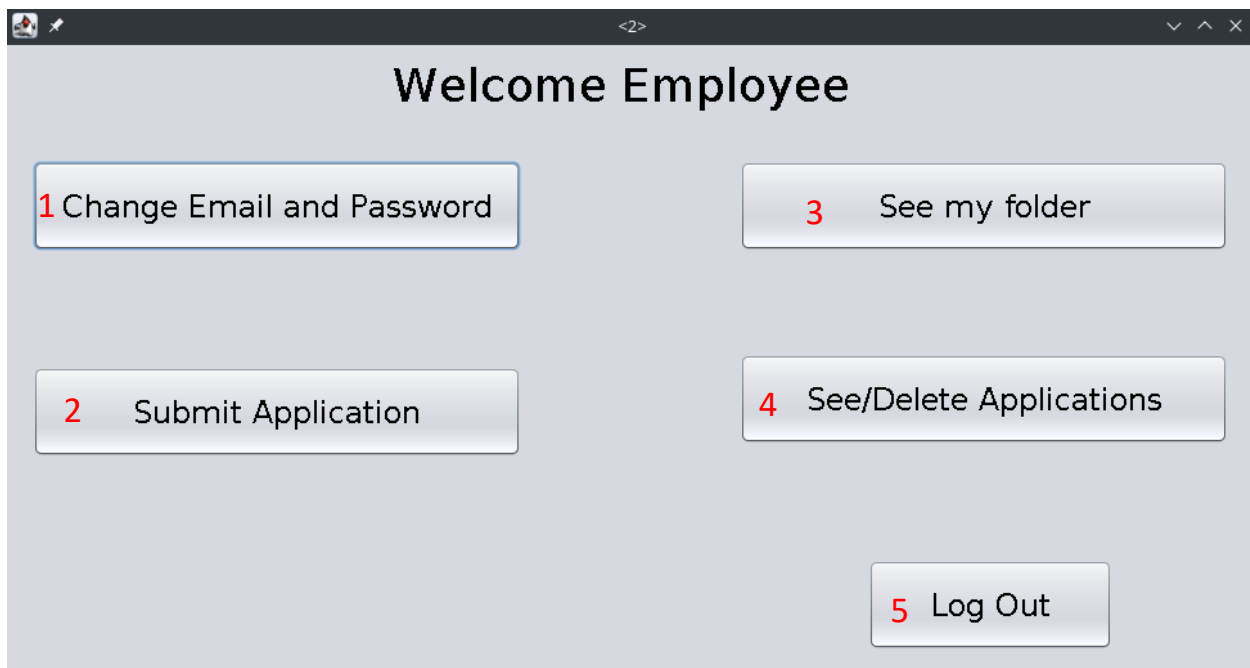 <2>
Welcome Employee
1 Change Email and Password
3 See my folder
2 Submit Application
4 See/Delete Applications
5 Log Out